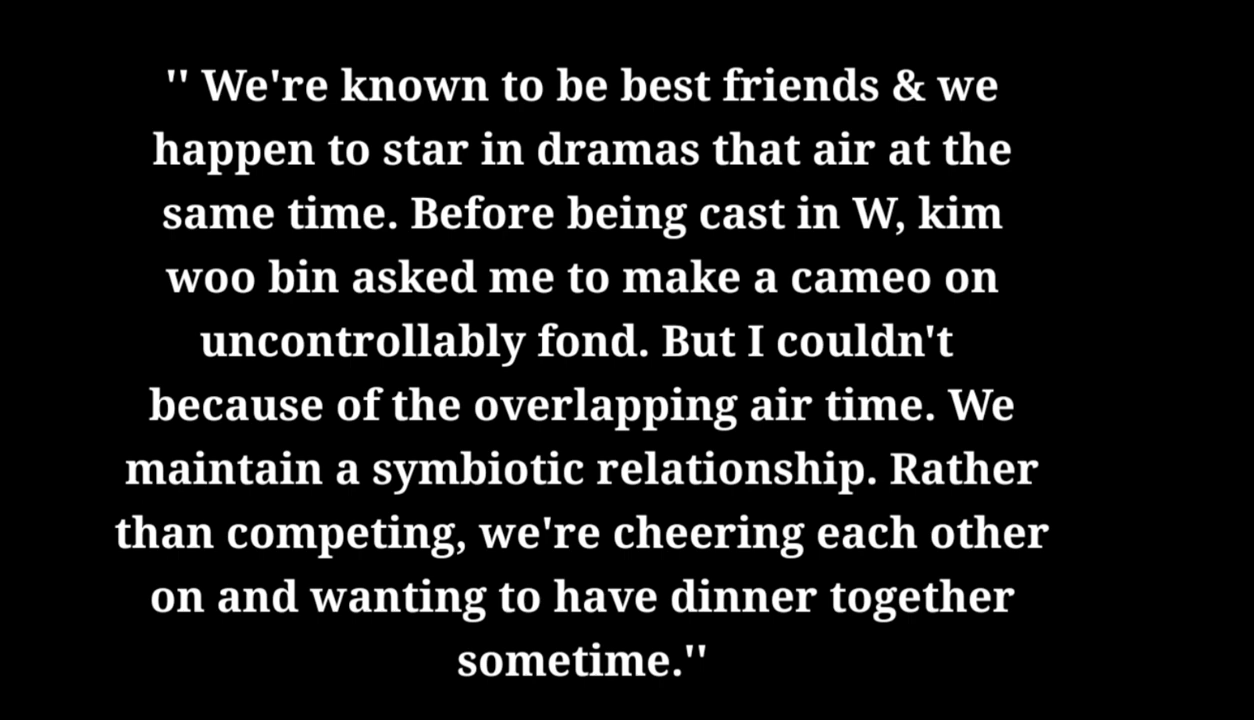 " We're known to be best friends & we
happen to star in dramas that air at the
same time. Before being cast in W, kim
woo bin asked me to make a cameo on
uncontrollably fond. But I couldn't
because of the overlapping air time. We
maintain a symbiotic relationship. Rather
than competing, we're cheering each other
on and wanting to have dinner together
sometime."